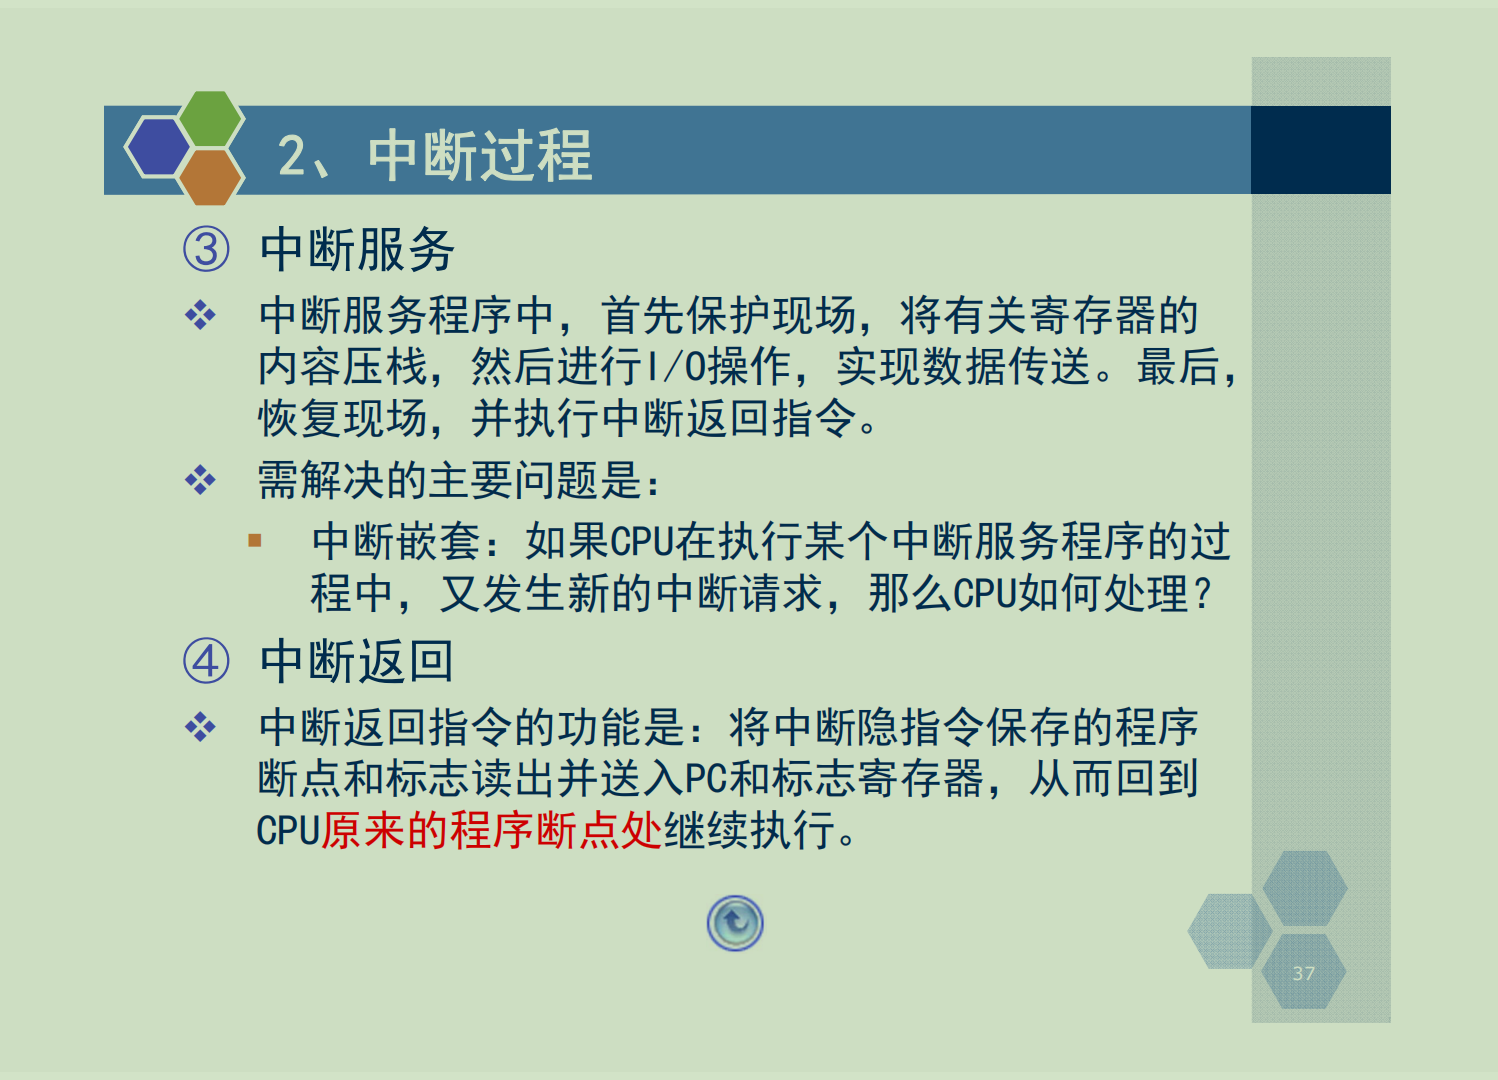 2、中断过程
③ 中断服务
中断服务程序中，首先保护现场，将有关寄存器的
内容压栈，然后进行I/O操作，实现数据传送。最后，
恢复现场，并执行中断返回指令。
需解决的主要问题是：
中断嵌套：如果CPU在执行某个中断服务程序的过
程中，又发生新的中断请求，那么CPU如何处理？
④ 中断返回
中断返回指令的功能是：将中断隐指令保存的程序
断点和标志读出并送入PC和标志寄存器，从而回到
CPU原来的程序断点处继续执行。
37